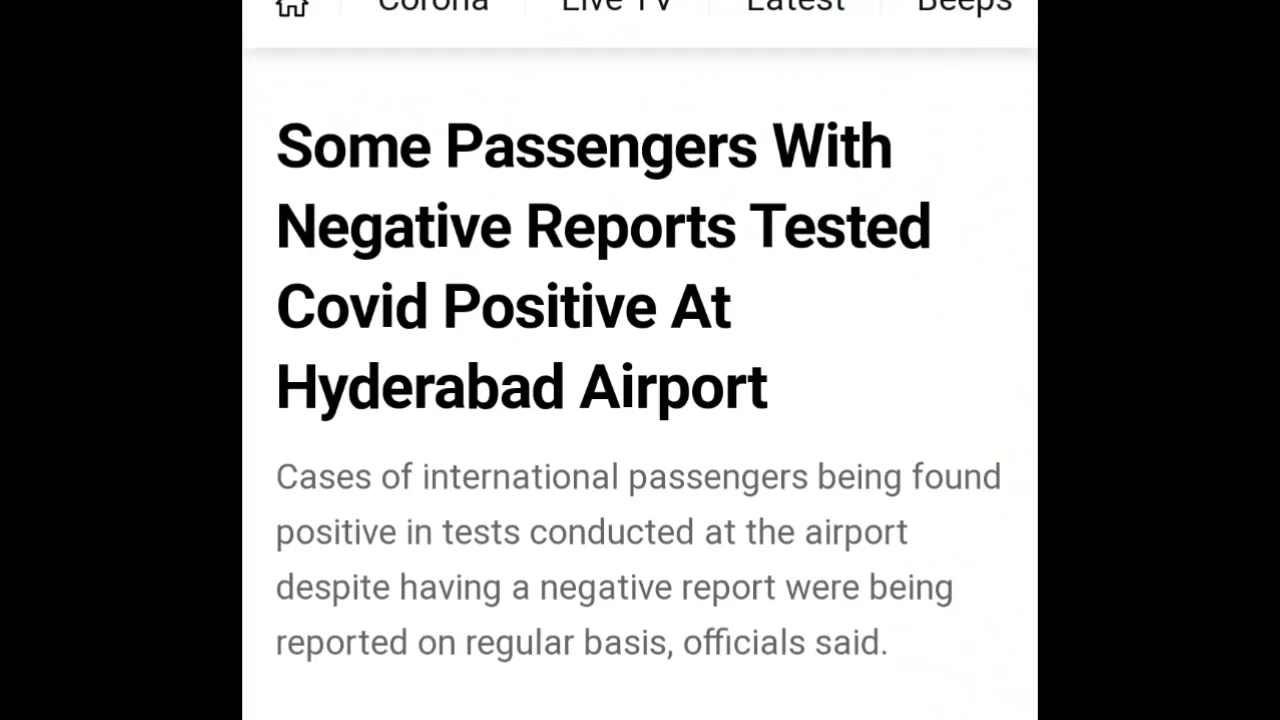 Corona Live TV Latest Beeps
Some Passengers With
Negative Reports Tested
Covid Positive At
Hyderabad Airport
Cases of international passengers being found
positive in tests conducted at the airport
despite having a negative report were being
reported on regular basis, officials said.